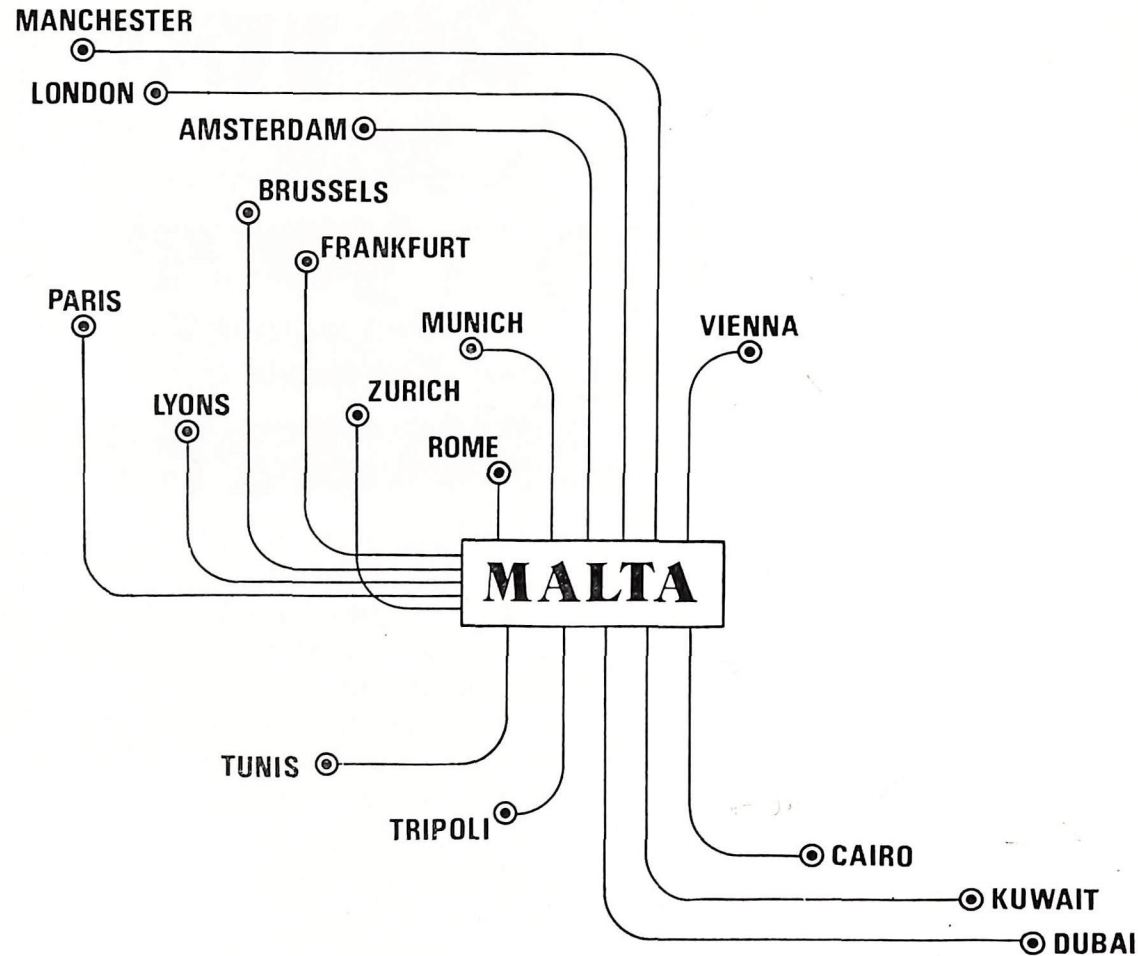 MANCHESTER
LONDON
AMSTERDAM
BRUSSELS
FRANKFURT
PARIS
MUNICH
VIENNA
ZURICH
LYONS
ROME
MALTA
TUNIS
TRIPOLI
CAIRO
KUWAIT
DUBAI